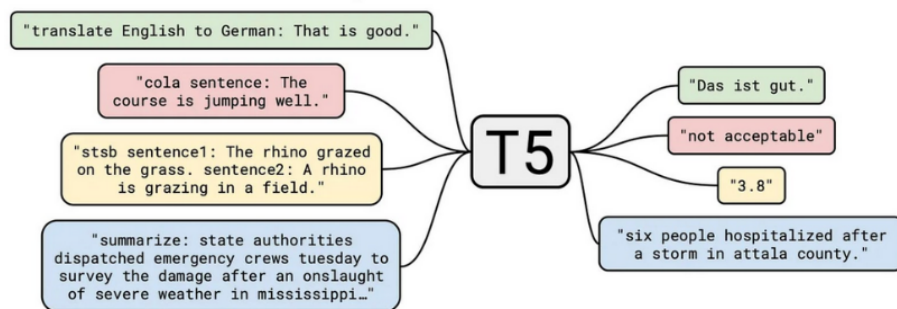 "translate English to German: That is good."
"cola sentence: The
course is jumping well."
"stsb sentence1: The rhino grazed
on the grass. sentence2: A rhino
is grazing in a field."
"summarize: state authorities
dispatched emergency crews tuesday to
survey the damage after an onslaught
of severe weather in mississippi…"
T5
"Das ist gut."
"not acceptable"
"3.8"
"six people hospitalized after
a storm in attala county."